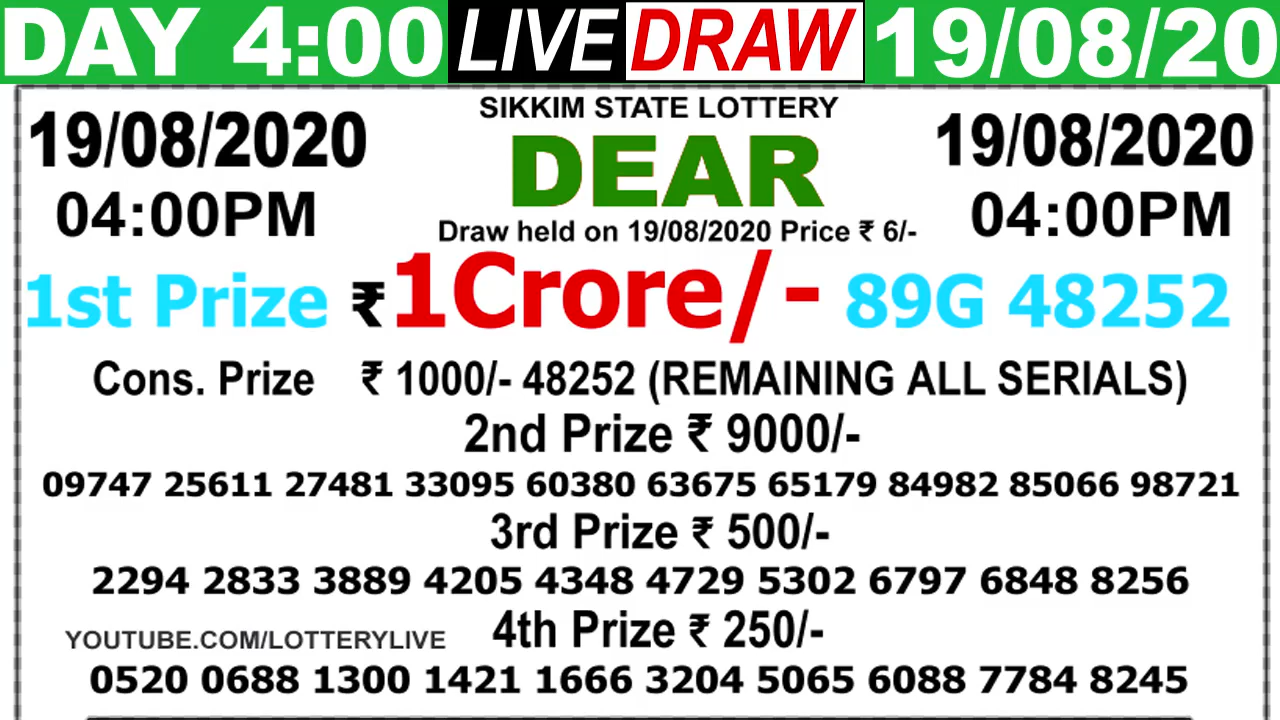 DAY 4:00 LIVE DRAW 19/08/20
SIKKIM STATE LOTTERY
19/08/2020 DEAR 19/08/2020
04:00PM Draw held on 19/08/2020 Price ₹ 6/- 04:00PM
1st Prize ₹1Crore/- 89G 48252
Cons. Prize ₹ 1000/- 48252 (REMAINING ALL SERIALS)
2nd Prize ₹ 9000/-
09747 25611 27481 33095 60380 63675 65179 84982 85066 98721
3rd Prize ₹ 500/-
2294 2833 3889 4205 4348 4729 5302 6797 6848 8256
YOUTUBE.COM/LOTTERYLIVE 4th Prize ₹ 250/-
0520 0688 1300 1421 1666 3204 5065 6088 7784 8245